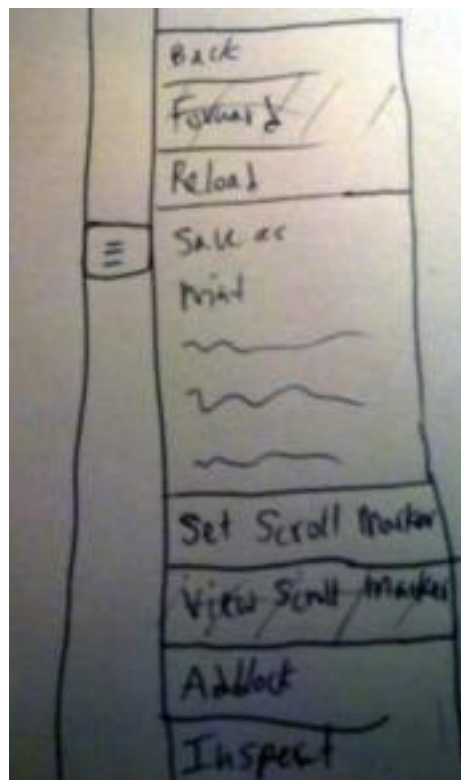 Back
Forward
Reload
Save as
Print
Set Scroll Marker
View Scroll Marker
Adblock
Inspect